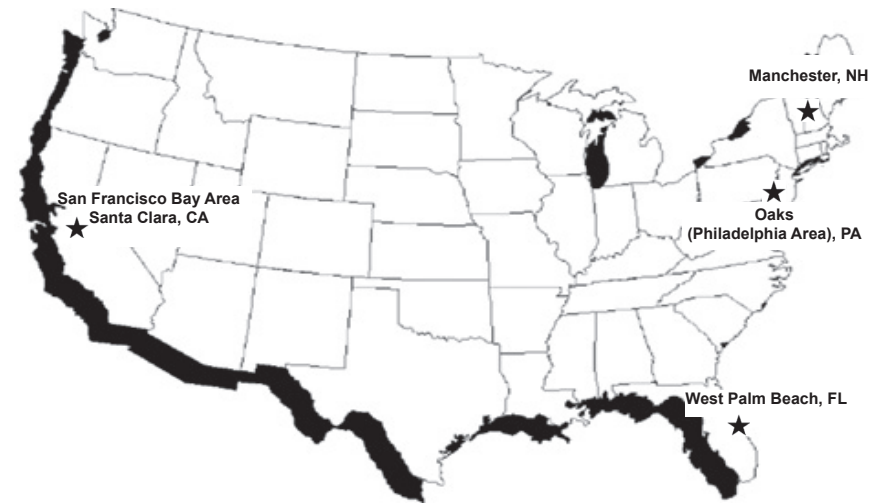 Manchester, NH
San Francisco Bay Area
Santa Clara, CA
Oaks
(Philadelphia Area), PA
West Palm Beach, FL